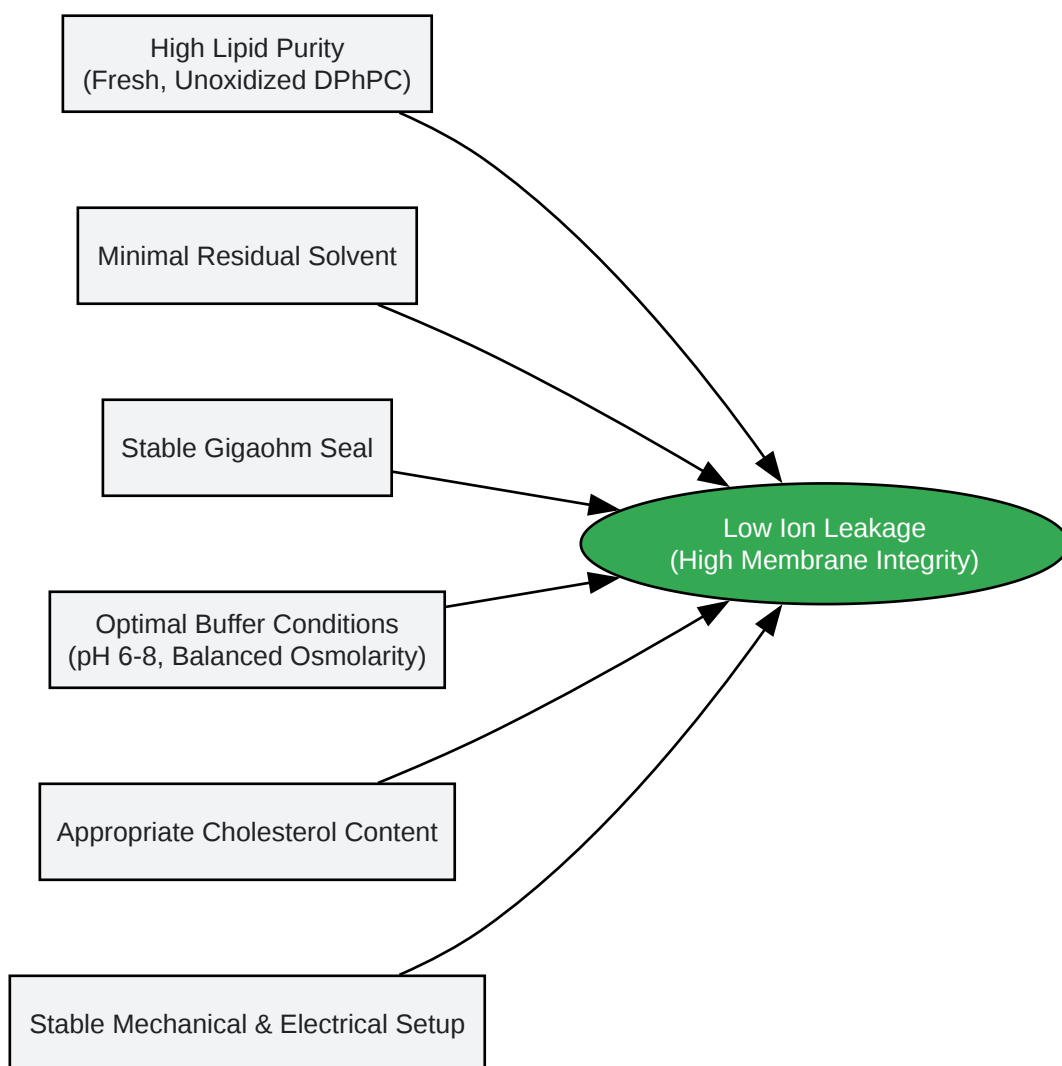 High Lipid Purity
(Fresh, Unoxidized DPhPC)
Minimal Residual Solvent
Stable Gigaohm Seal
Low Ion Leakage
(High Membrane Integrity)
Optimal Buffer Conditions
(pH 6-8, Balanced Osmolarity)
Appropriate Cholesterol Content
Stable Mechanical & Electrical Setup